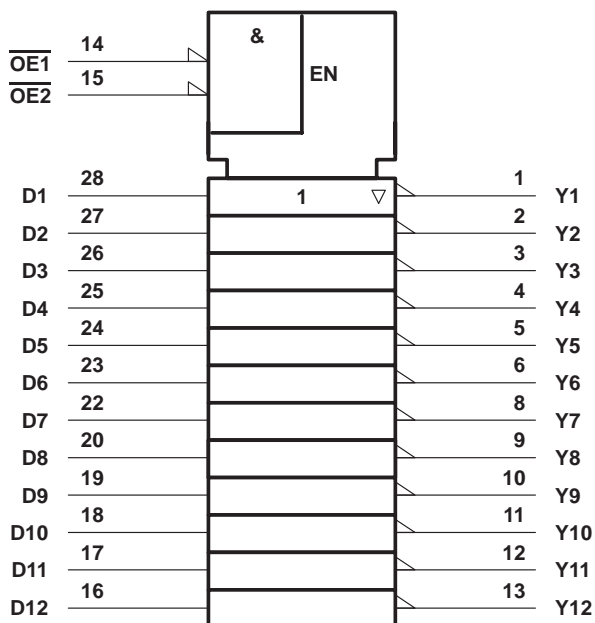 &
EN
OE1 14
OE2 15
D1 28 1 1 Y1
D2 27 2 Y2
D3 26 3 Y3
D4 25 4 Y4
D5 24 5 Y5
D6 23 6 Y6
D7 22 8 Y7
D8 20 9 Y8
D9 19 10 Y9
D10 18 11 Y10
D11 17 12 Y11
D12 16 13 Y12